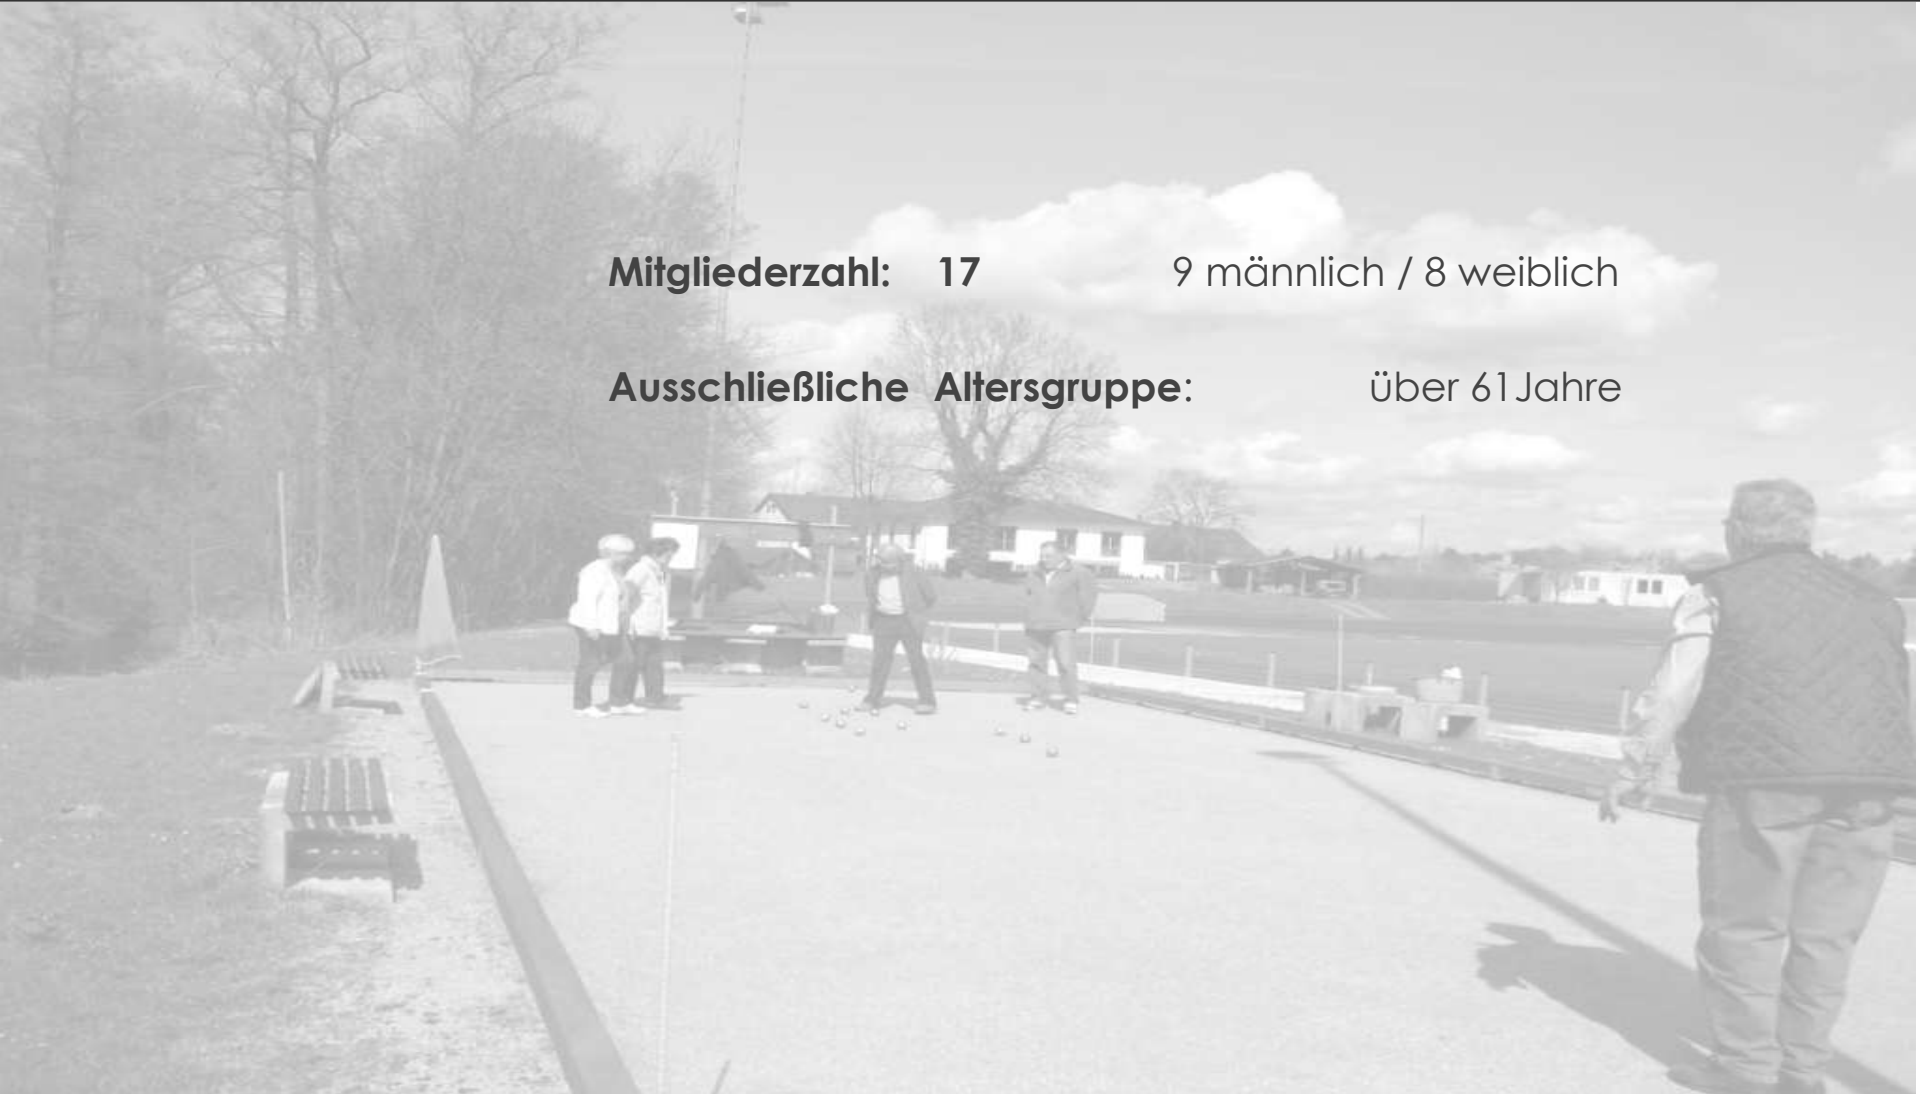 Mitgliederzahl: 17 9 männlich / 8 weiblich
Ausschließliche Altersgruppe: über 61Jahre